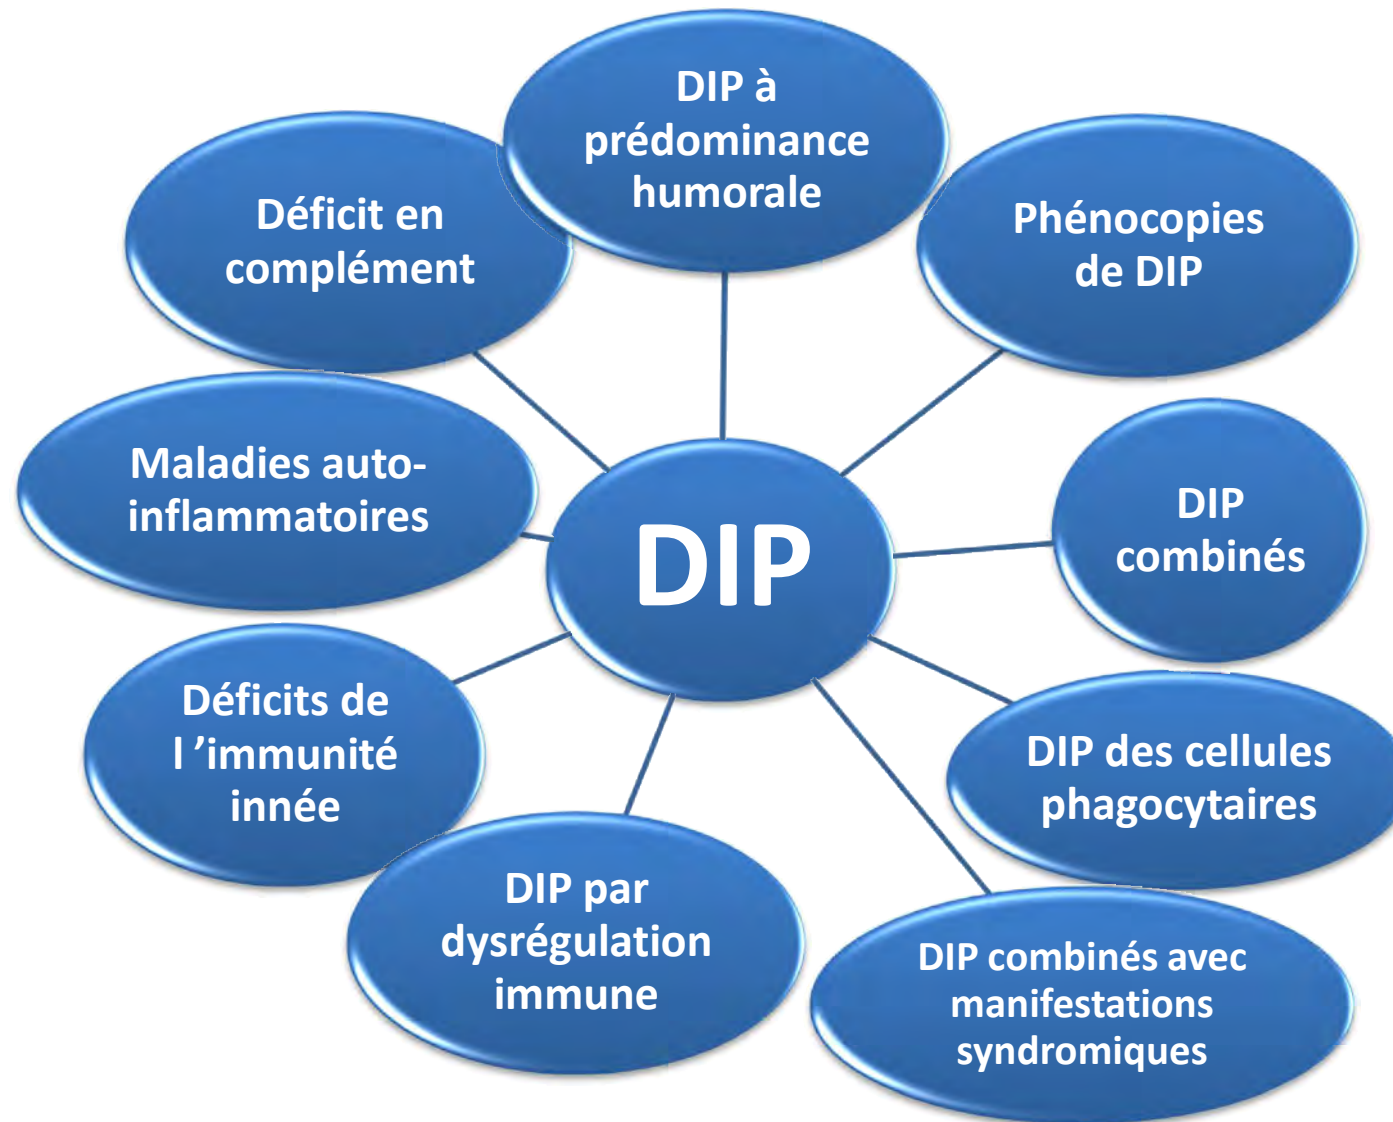 DIP à
prédominance
humorale
Déficit en
complément
Phénocopies
de DIP
Maladies auto-
inflammatoires
DIP
combinés
DIP
Déficits de
l ’immunité
innée
DIP des cellules
phagocytaires
DIP par
dysrégulation
immune
DIP combinés avec
manifestations
syndromiques